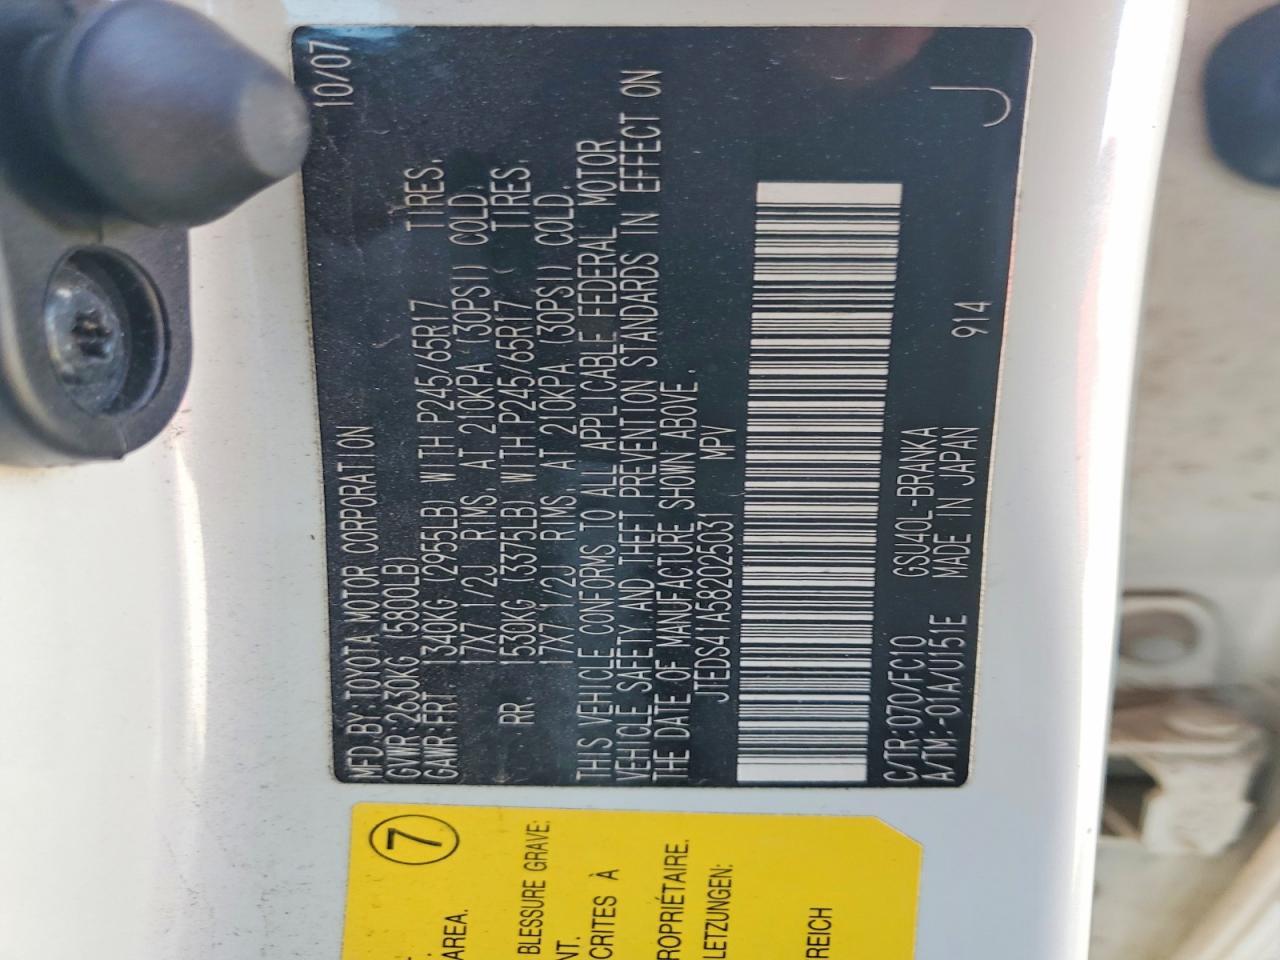 MFD.BY:TOYOTA MOTOR CORPORATION 10/07
GVWR:2630KG (5800LB)
GAWR:FRT. 1340KG (2955LB) WITH P245/65R17 TIRES,
17X7 1/2J RIMS, AT 210KPA (30PSI) COLD,
RR. 1530KG (3375LB) WITH P245/65R17 TIRES,
17X7 1/2J RIMS, AT 210KPA (30PSI) COLD.
THIS VEHICLE CONFORMS TO ALL APPLICABLE FEDERAL MOTOR
VEHICLE SAFETY AND THEFT PREVENTION STANDARDS IN EFFECT ON
THE DATE OF MANUFACTURE SHOWN ABOVE.
JTEDS41A582025031 MPV
C/TR:070/FC10 GSU40L-BRANKA 914 J
A/TM:-01A/U151E MADE IN JAPAN
7
AREA.
BLESSURE GRAVE:
NT.
CRITES À
ROPRIÉTAIRE.
LETZUNGEN:
REICH